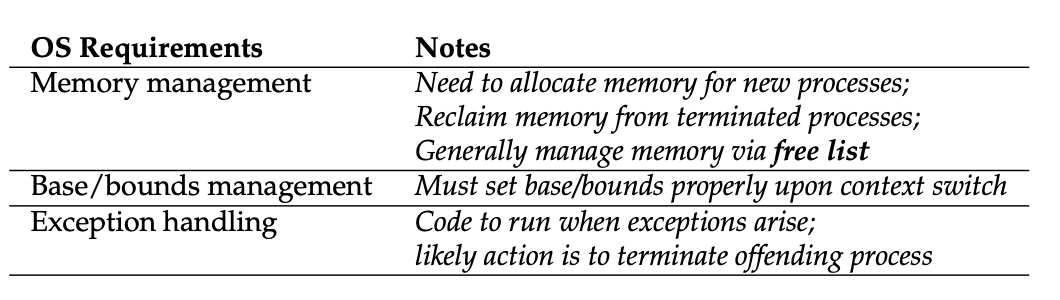 OS Requirements Notes
Memory management Need to allocate memory for new processes;
Reclaim memory from terminated processes;
Generally manage memory via free list
Base/bounds management Must set base/bounds properly upon context switch
Exception handling Code to run when exceptions arise;
likely action is to terminate offending process